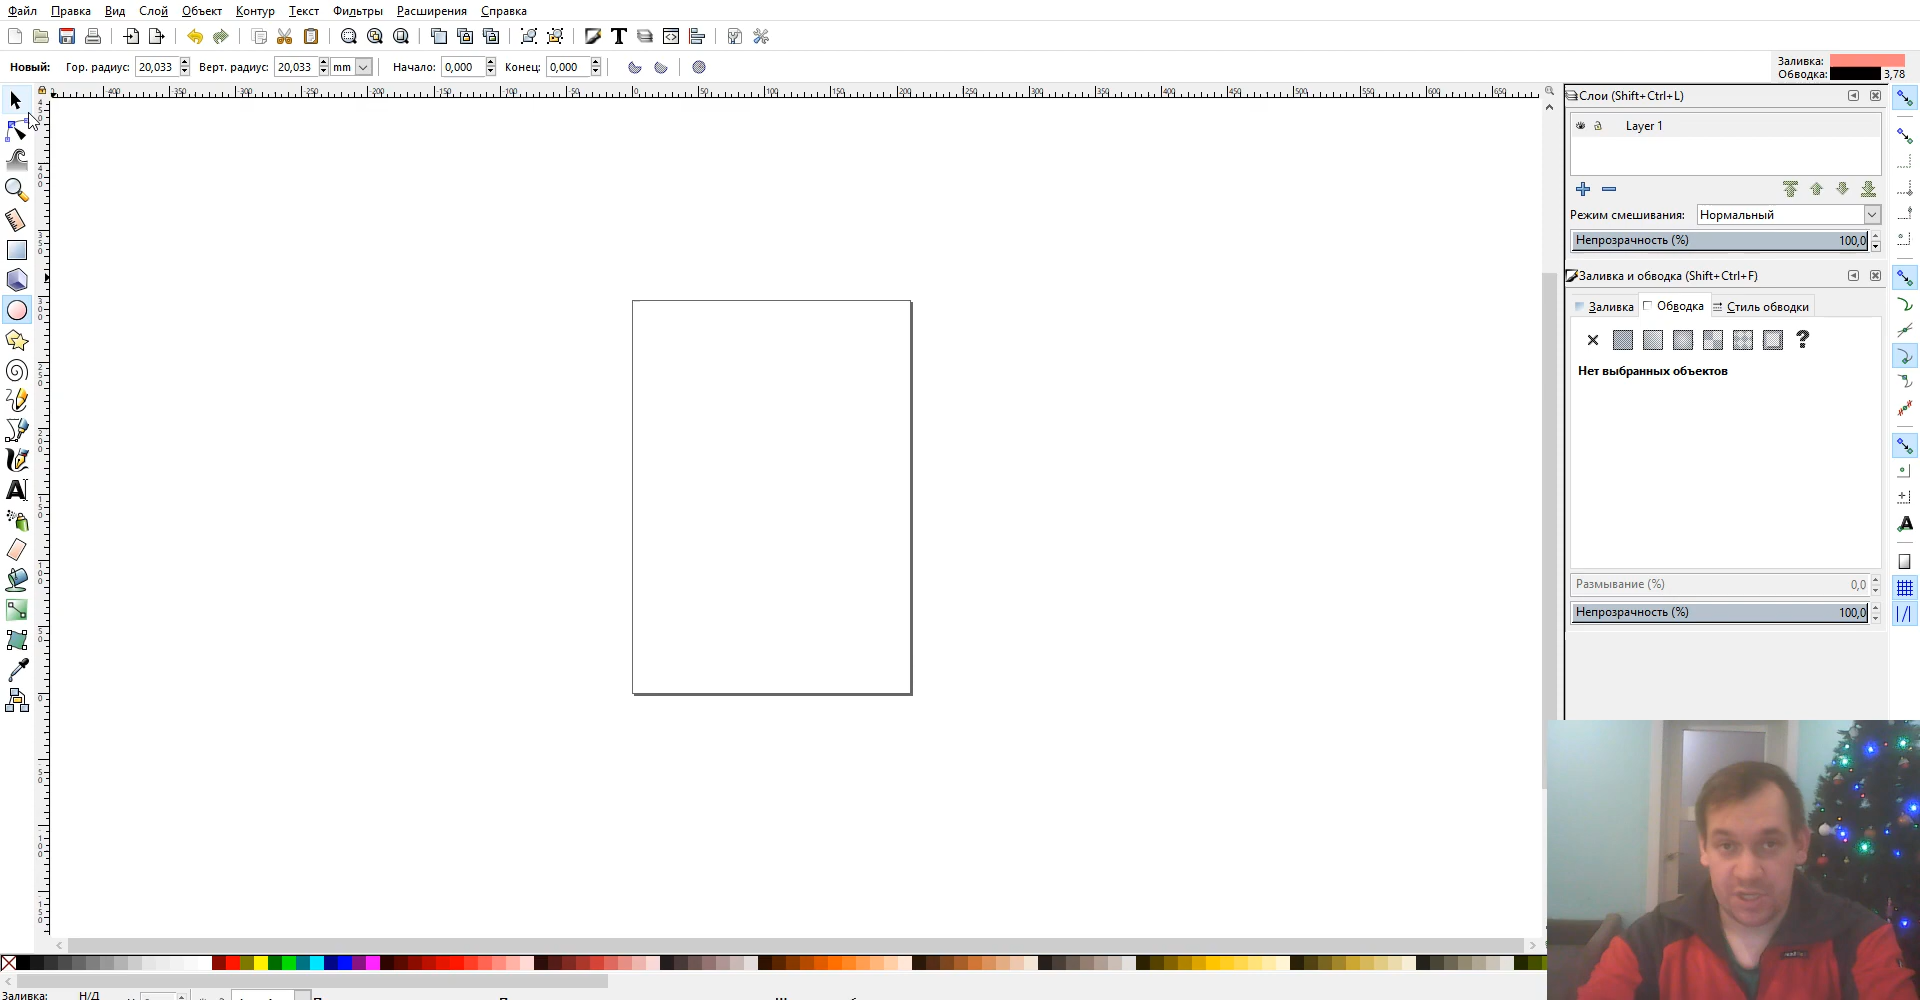 Файл Правка Вид Слой Объект Контур Текст Фильтры Расширения Справка
Новый: Гор. радиус: 20,033 Верт. радиус: 20,033 mm Начало: 0,000 Конец: 0,000
Заливка:
Обводка: 3,78
Слои (Shift+Ctrl+L)
Layer 1
Режим смешивания: Нормальный
Непрозрачность (%) 100,0
Заливка и обводка (Shift+Ctrl+F)
Заливка Обводка Стиль обводки
Нет выбранных объектов
Размывание (%) 0,0
Непрозрачность (%) 100,0
Заливка: Н/Д